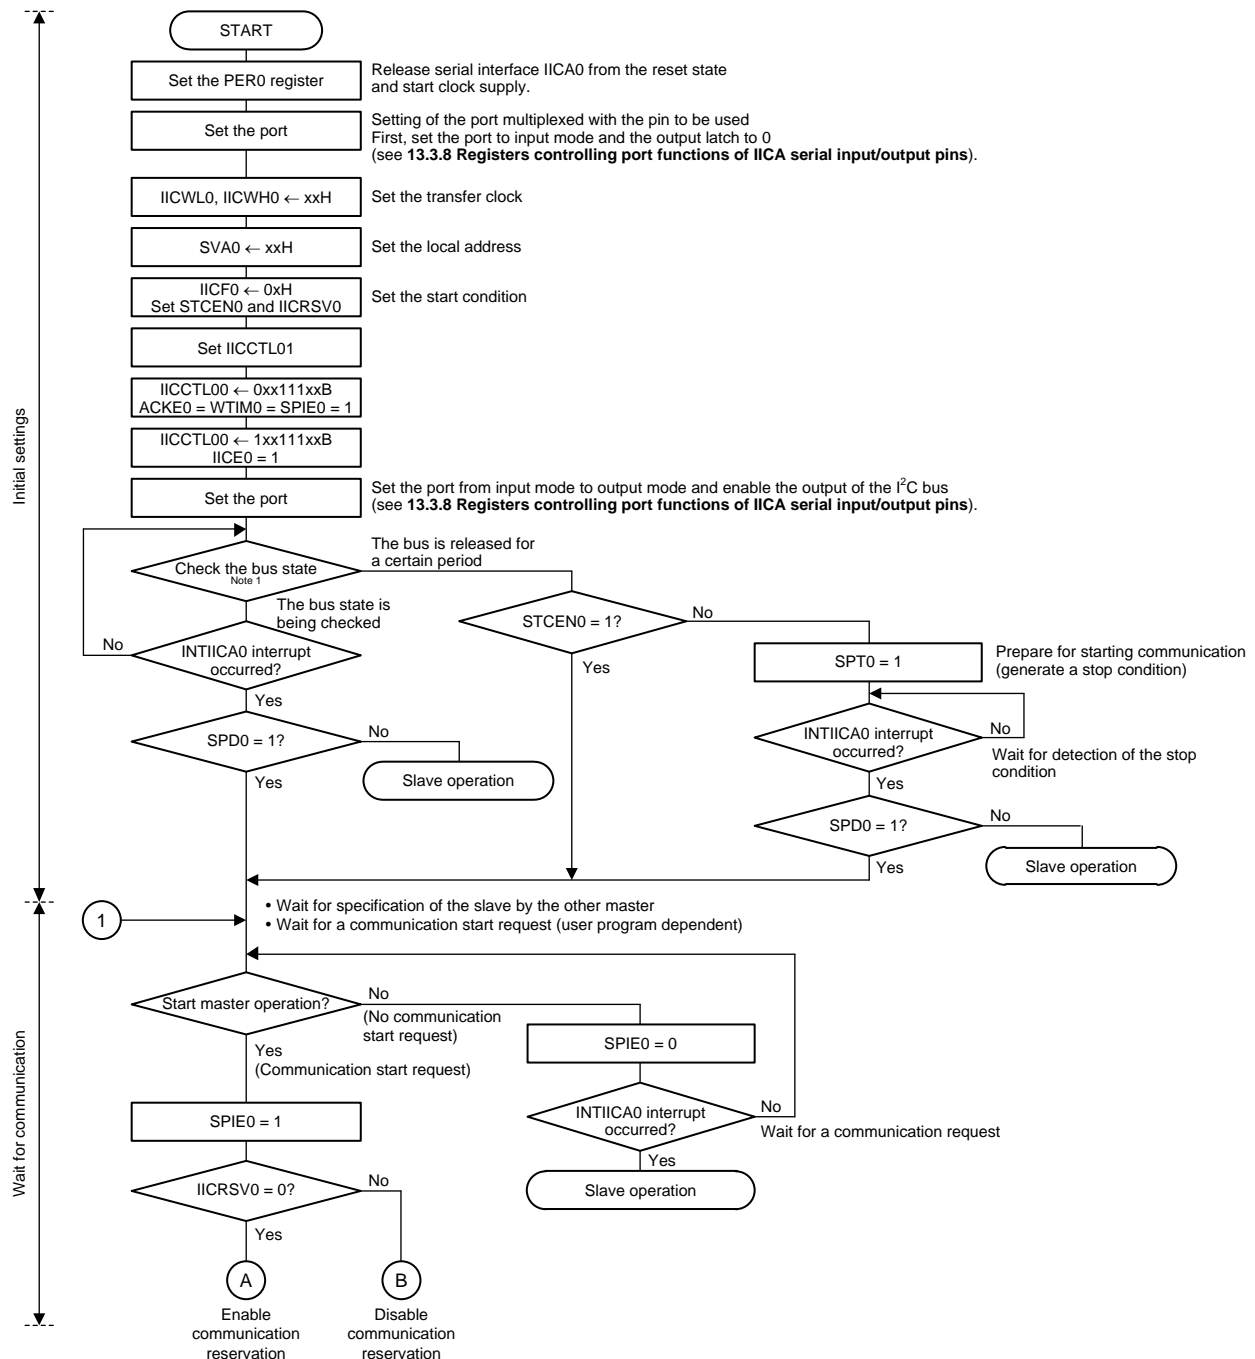 START
Set the PER0 register
Release serial interface IICA0 from the reset state
and start clock supply.
Set the port
Setting of the port multiplexed with the pin to be used
First, set the port to input mode and the output latch to 0
(see 13.3.8 Registers controlling port functions of IICA serial input/output pins).
IICWL0, IICWH0 ← xxH
Set the transfer clock
SVA0 ← xxH
Set the local address
IICF0 ← 0xH
Set STCEN0 and IICRSV0
Set the start condition
Set IICCTL01
IICCTL00 ← 0xx111xxB
ACKE0 = WTIM0 = SPIE0 = 1
IICCTL00 ← 1xx111xxB
IICE0 = 1
Set the port
Set the port from input mode to output mode and enable the output of the I²C bus
(see 13.3.8 Registers controlling port functions of IICA serial input/output pins).
Initial settings
Check the bus state
Note 1
The bus is released for
a certain period
The bus state is
being checked
STCEN0 = 1?
No
Yes
INTIICA0 interrupt
occurred?
No
Yes
SPT0 = 1
Prepare for starting communication
(generate a stop condition)
INTIICA0 interrupt
occurred?
No
Wait for detection of the stop
condition
Yes
SPD0 = 1?
No
Slave operation
Yes
SPD0 = 1?
No
Slave operation
Yes
1
• Wait for specification of the slave by the other master
• Wait for a communication start request (user program dependent)
Wait for communication
Start master operation?
No
(No communication
start request)
Yes
(Communication start request)
SPIE0 = 0
INTIICA0 interrupt
occurred?
No
Wait for a communication request
Yes
Slave operation
SPIE0 = 1
IICRSV0 = 0?
No
Yes
A
Enable
communication
reservation
B
Disable
communication
reservation